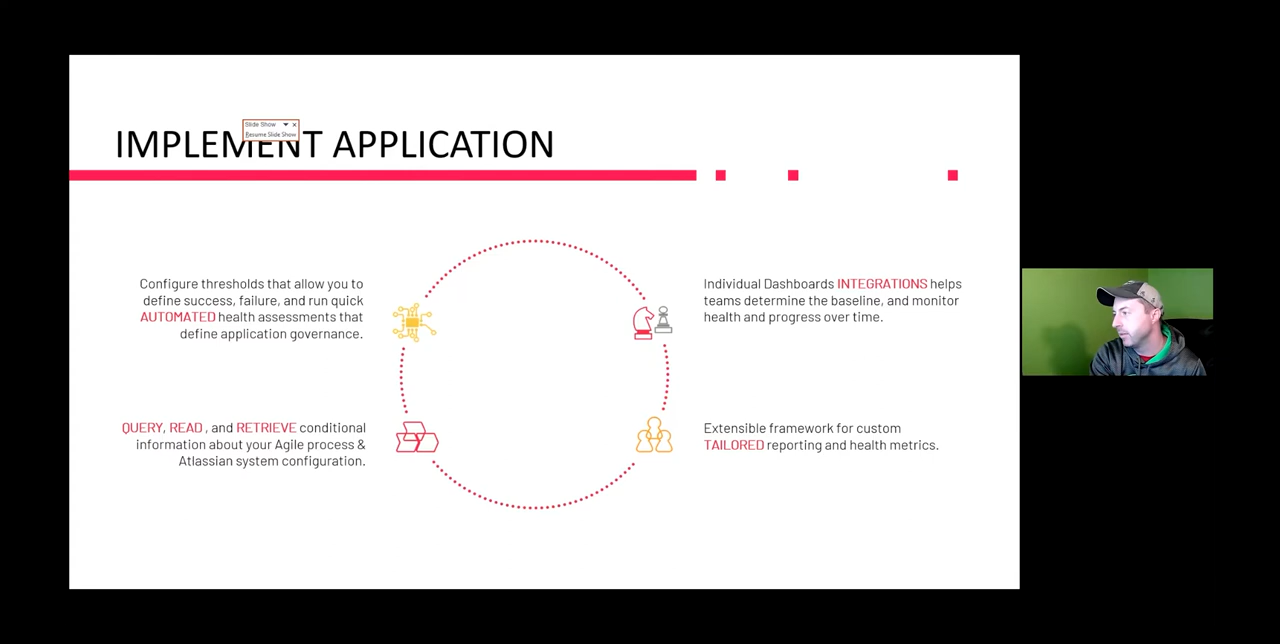 Slide Show
Resume Slide Show
IMPLEMENT APPLICATION
Configure thresholds that allow you to
define success, failure, and run quick
AUTOMATED health assessments that
define application governance.
Individual Dashboards INTEGRATIONS helps
teams determine the baseline, and monitor
health and progress over time.
QUERY, READ , and RETRIEVE conditional
information about your Agile process &
Atlassian system configuration.
Extensible framework for custom
TAILORED reporting and health metrics.